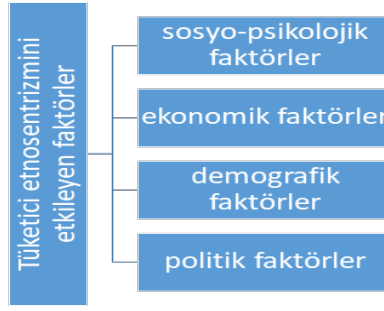 Tüketici etnosentrizmini
etkileyen faktörler
sosyo-psikolojik
faktörler
ekonomik faktörler
demografik
faktörler
politik faktörler